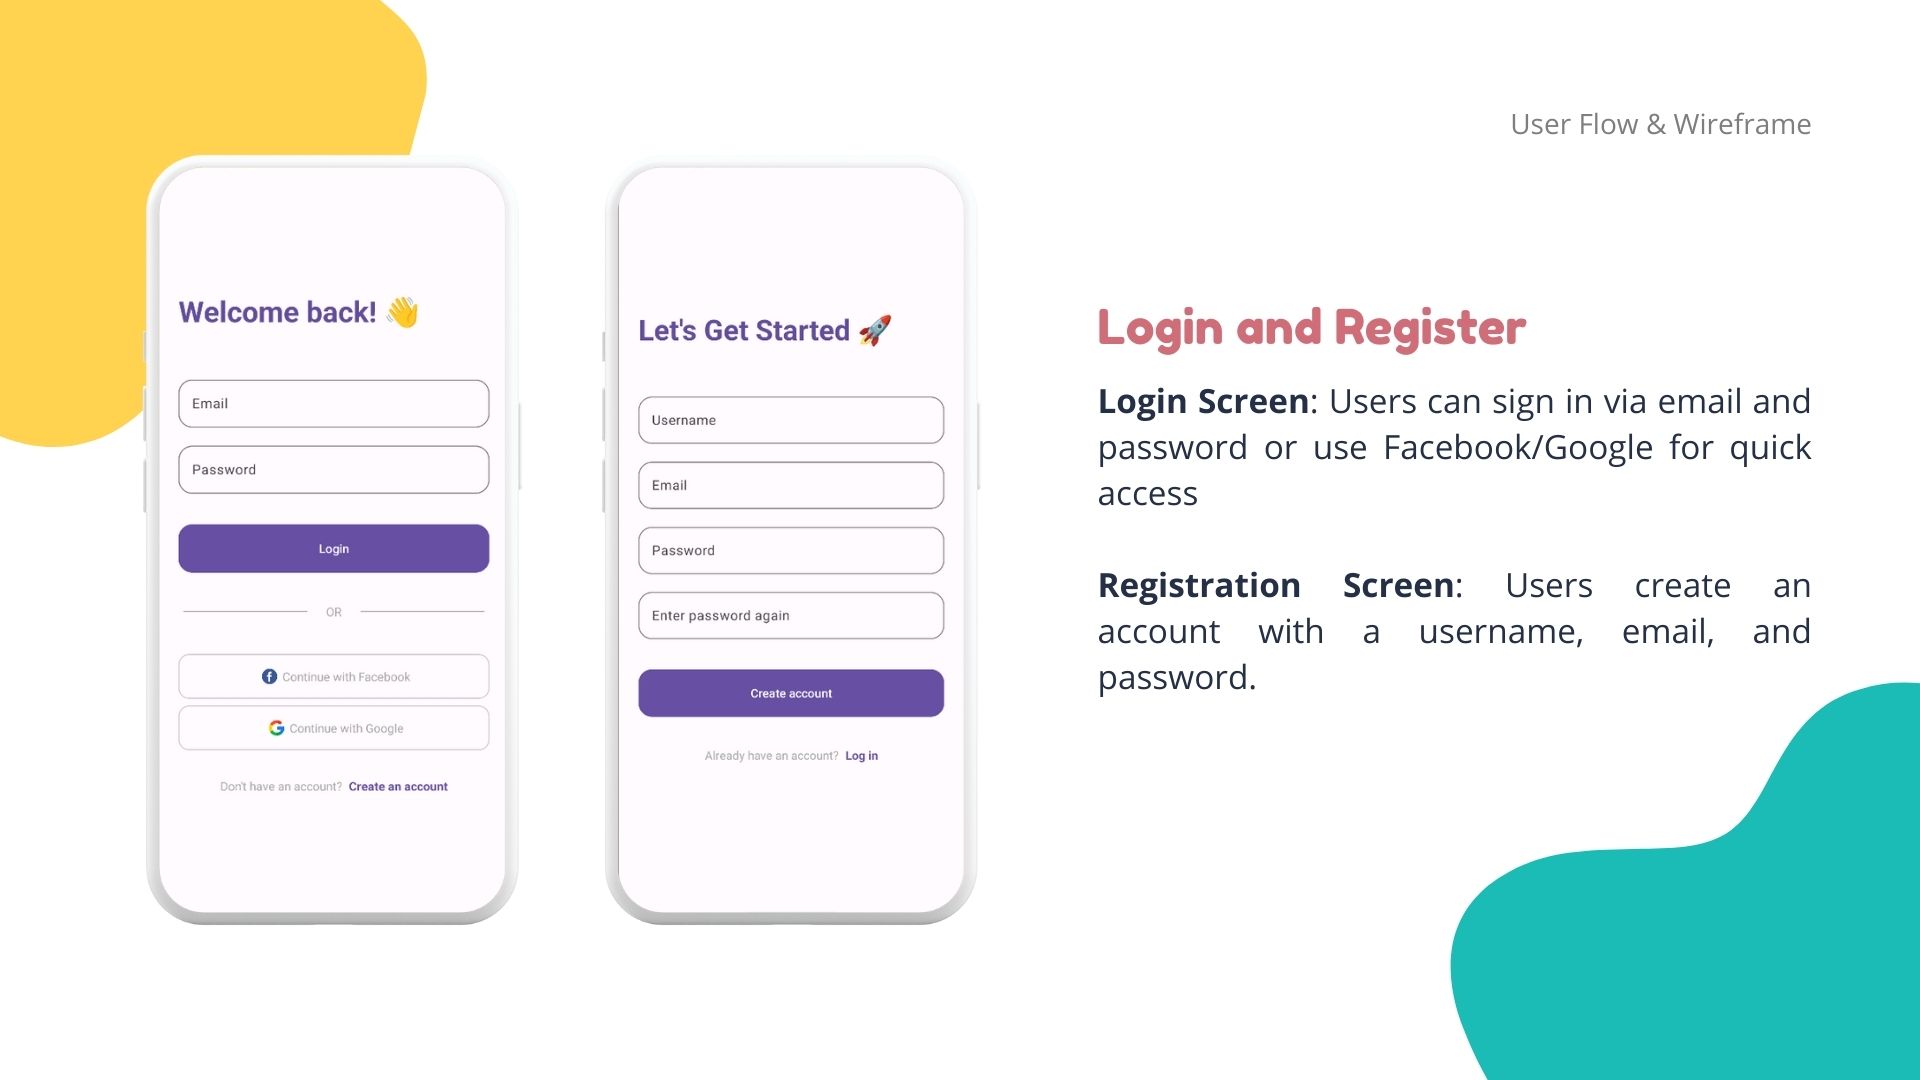 User Flow & Wireframe
Welcome back! 👋
Email
Password
Login
OR
Continue with Facebook
Continue with Google
Don't have an account? Create an account
Let's Get Started 🚀
Username
Email
Password
Enter password again
Create account
Already have an account? Log in
Login and Register
Login Screen: Users can sign in via email and
password or use Facebook/Google for quick
access
Registration Screen: Users create an
account with a username, email, and
password.